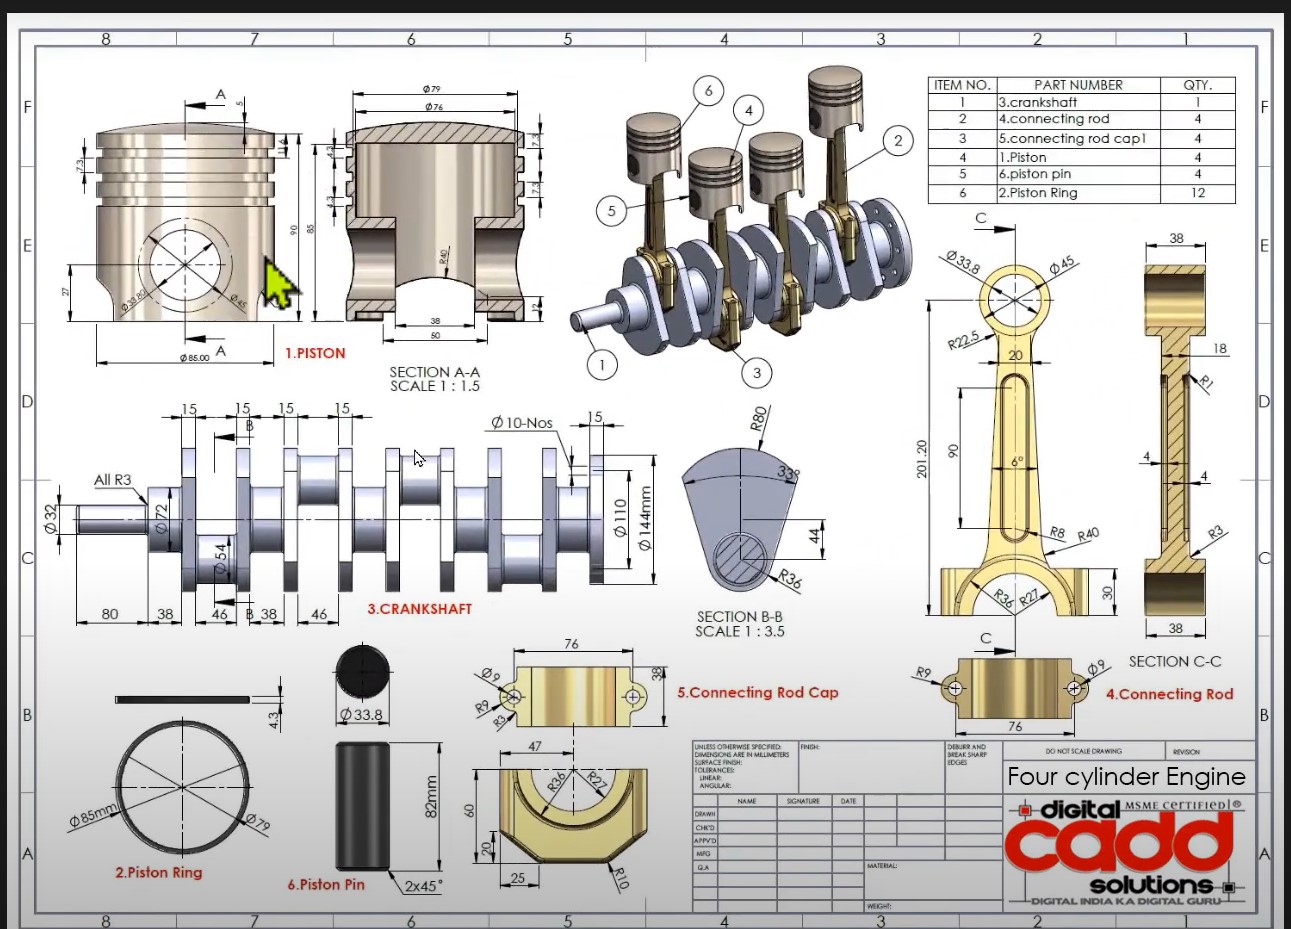 8 7 6 5 4 3 2 1
F
E
D
C
B
A
F
E
D
C
B
A
A
5
11.6
7.3
90
27
Ø33.80
Ø45
A
Ø85.00
1.PISTON
Ø79
Ø76
4.3
7.3
85
7.3
4.3
R40
12
38
50
SECTION A-A
SCALE 1 : 1.5
6
4
2
5
1
3
ITEM NO. PART NUMBER QTY.
1 3.crankshaft 1
2 4.connecting rod 4
3 5.connecting rod cap1 4
4 1.Piston 4
5 6.piston pin 4
6 2.Piston Ring 12
C
Ø33.8
Ø45
R22.5
20
201.20
90
6°
R8
R40
R36
R27
30
C
38
18
R1
4
4
R3
38
SECTION C-C
15 15 15 15
B
Ø10-Nos
15
All R3
Ø32
Ø72
Ø54
Ø110
Ø144mm
80 38 46 B 38 46
3.CRANKSHAFT
R80
33°
44
R36
SECTION B-B
SCALE 1 : 3.5
4.3
Ø85mm
Ø79
2.Piston Ring
Ø33.8
82mm
2x45°
6.Piston Pin
76
Ø9
R9
R3
38
5.Connecting Rod Cap
47
R36
R27
60
20
25
R10
R9
Ø9
76
4.Connecting Rod
UNLESS OTHERWISE SPECIFIED:
DIMENSIONS ARE IN MILLIMETERS
SURFACE FINISH:
TOLERANCES:
LINEAR:
ANGULAR:
FINISH:
DEBURR AND
BREAK SHARP
EDGES
DO NOT SCALE DRAWING
REVISION
NAME SIGNATURE DATE
DRAWN
CHK'D
APPV'D
MFG
Q.A
MATERIAL:
WEIGHT:
Four cylinder Engine
digital MSME CERTIFIED ®
cadd
solutions
DIGITAL INDIA KA DIGITAL GURU
8 7 6 5 4 3 2 1